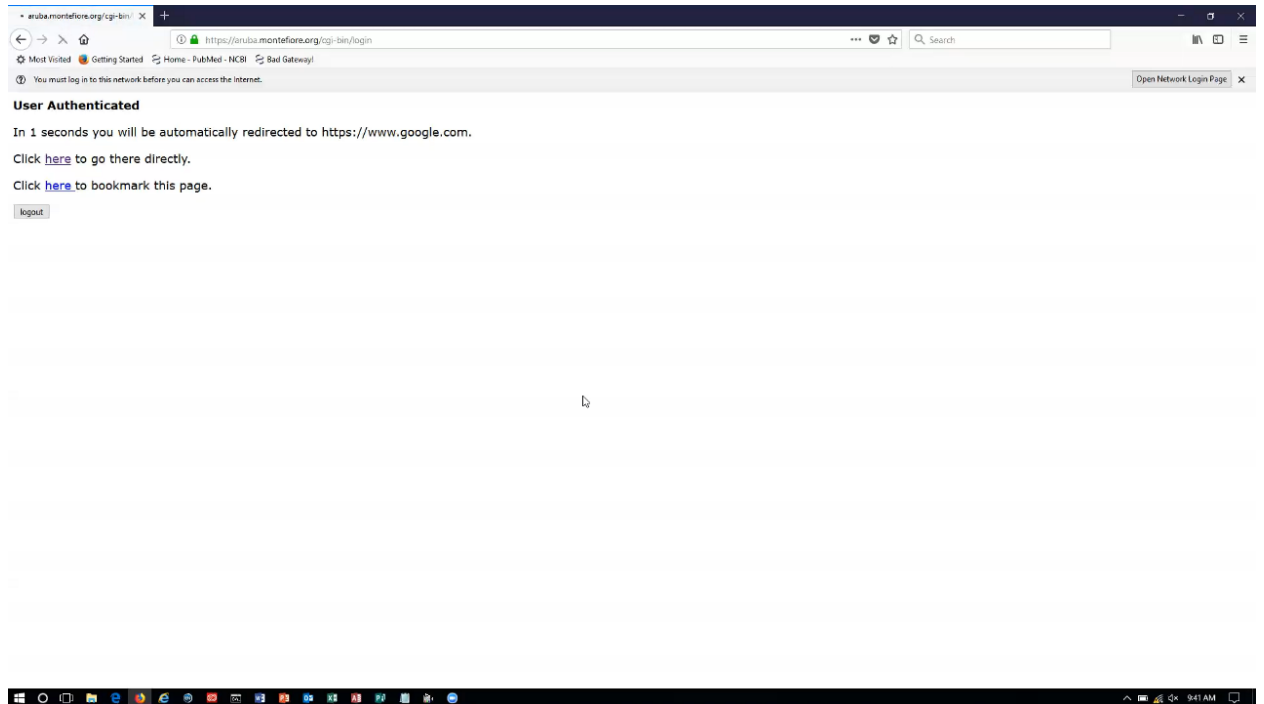 aruba.montefiore.org/cgi-bin/
https://aruba.montefiore.org/cgi-bin/login
Search
Most Visited Getting Started Home - PubMed - NCBI Bad Gateway!
You must log in to this network before you can access the Internet.
Open Network Login Page
User Authenticated
In 1 seconds you will be automatically redirected to https://www.google.com.
Click here to go there directly.
Click here to bookmark this page.
logout
9:41 AM